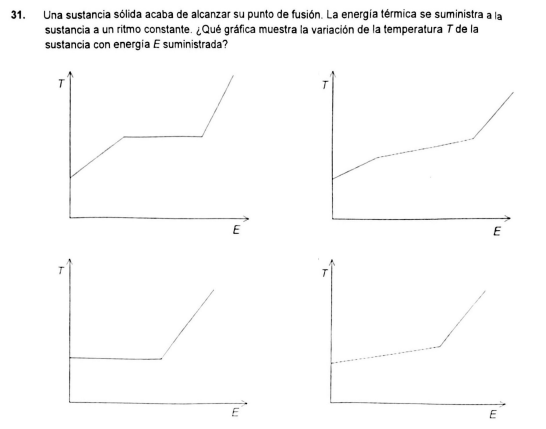 31. Una sustancia sólida acaba de alcanzar su punto de fusión. La energía térmica se suministra a la
sustancia a un ritmo constante. ¿Qué gráfica muestra la variación de la temperatura T de la
sustancia con energía E suministrada?
T T
E E
T T
E E